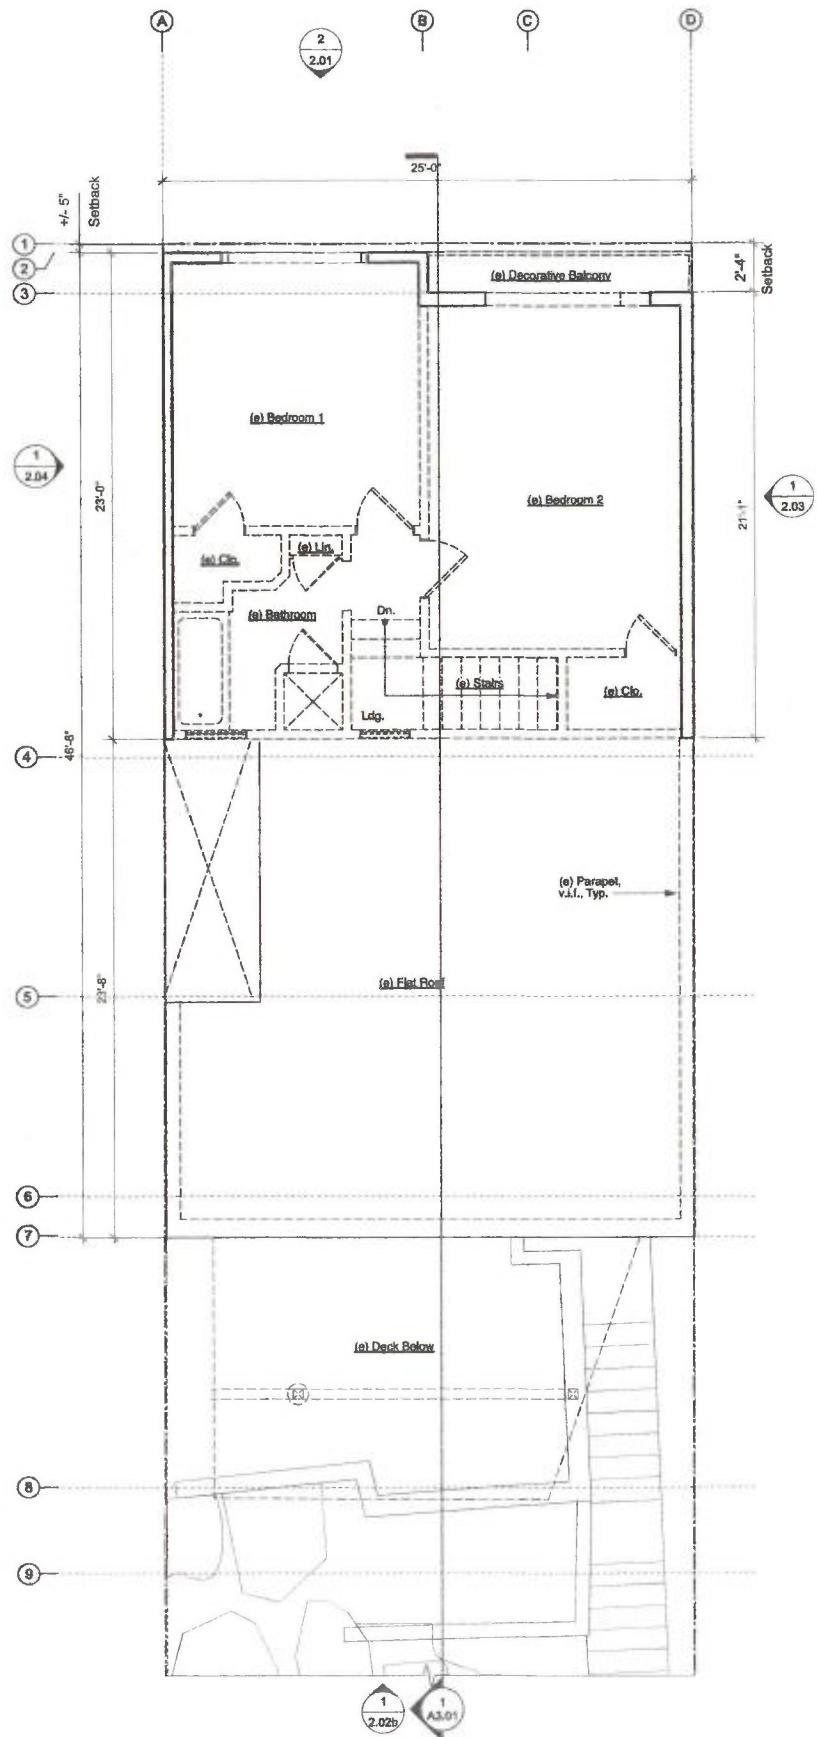 A
B
C
D
2
2.01
25'-0"
+/- 5"
Setback
1
2
3
(e) Decorative Balcony
2'-4"
Setback
(e) Bedroom 1
1
2.04
23'-0"
(e) Bedroom 2
1
2.03
21'-1"
(e) Clo.
(e) Lin.
(e) Bathroom
Dn.
(e) Stairs
(e) Clo.
Ldg.
4
46'-8"
(e) Parapet,
v.i.f., Typ.
5
23'-8"
(e) Flat Roof
6
7
(e) Deck Below
8
9
1
2.02b
1
A3.01